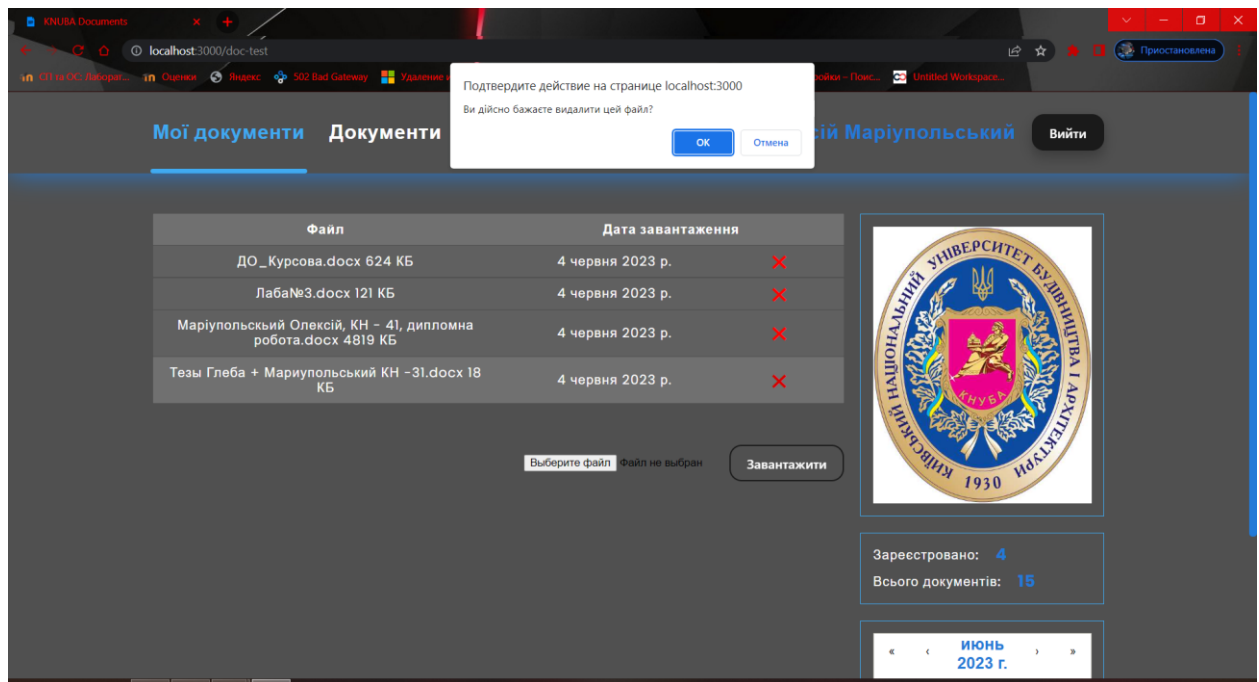 KNUBA Documents
localhost:3000/doc-test
Приостановлена
Оценки
Яндекс
502 Bad Gateway
Untitled Workspace...
Подтвердите действие на странице localhost:3000
Ви дійсно бажаєте видалити цей файл?
ОК
Отмена
Мої документи
Документи
Маріупольський
Вийти
Файл
Дата завантаження
ДО_Курсова.docx 624 КБ
4 червня 2023 р.
Лаба№3.docx 121 КБ
4 червня 2023 р.
Маріупольскьий Олексій, КН – 41, дипломна
робота.docx 4819 КБ
4 червня 2023 р.
Тезы Глеба + Мариупольський КН -31.docx 18
КБ
4 червня 2023 р.
Выберите файл
Файл не выбран
Завантажити
КИЇВСЬКИЙ НАЦІОНАЛЬНИЙ УНІВЕРСИТЕТ БУДІВНИЦТВА І АРХІТЕКТУРИ
КНУБА
1930
Зареєстровано: 4
Всього документів: 15
« ‹ июнь › »
2023 г.